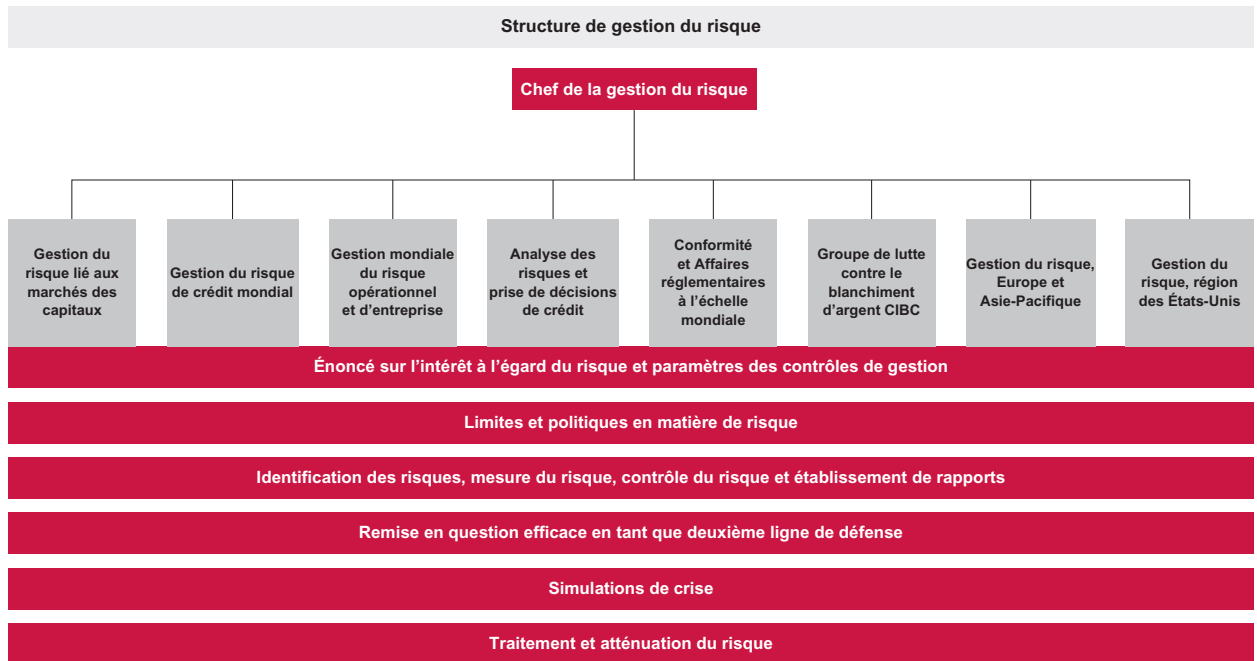 Structure de gestion du risque
Chef de la gestion du risque
Gestion du
risque lié aux
marchés des
capitaux
Gestion du risque
de crédit mondial
Gestion mondiale
du risque
opérationnel
et d’entreprise
Analyse des
risques et
prise de décisions
de crédit
Conformité
et Affaires
réglementaires
à l’échelle
mondiale
Groupe de lutte
contre le
blanchiment
d’argent CIBC
Gestion du risque,
Europe et
Asie-Pacifique
Gestion du
risque, région
des États-Unis
Énoncé sur l’intérêt à l’égard du risque et paramètres des contrôles de gestion
Limites et politiques en matière de risque
Identification des risques, mesure du risque, contrôle du risque et établissement de rapports
Remise en question efficace en tant que deuxième ligne de défense
Simulations de crise
Traitement et atténuation du risque